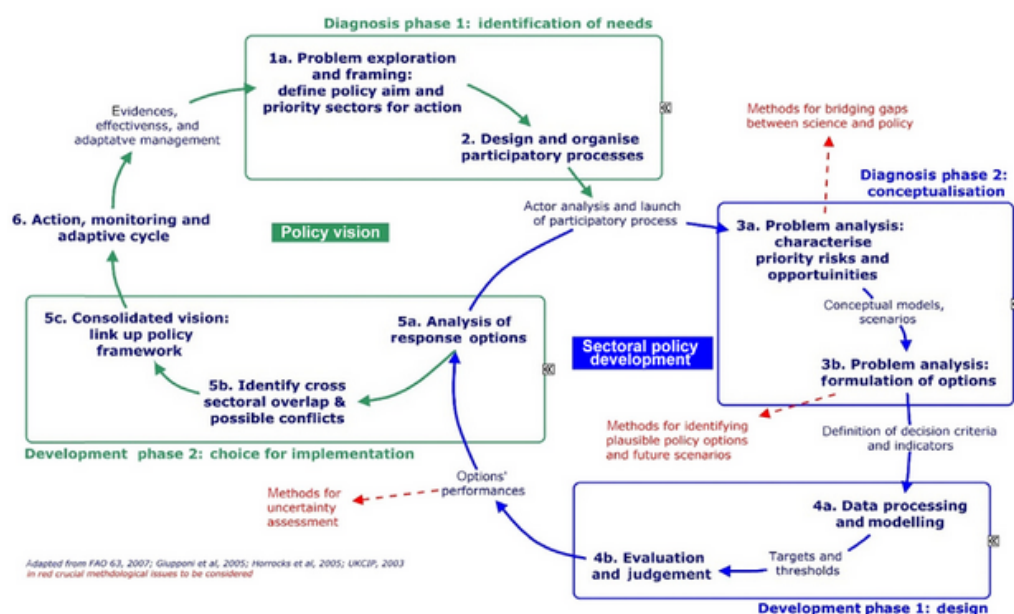 Diagnosis phase 1: identification of needs
1a. Problem exploration
and framing:
define policy aim and
priority sectors for action
2. Design and organise
participatory processes
Evidences,
effectivenss, and
adaptatve management
Methods for bridging gaps
between science and policy
Diagnosis phase 2:
conceptualisation
6. Action, monitoring and
adaptive cycle
Policy vision
Actor analysis and launch
of participatory process
3a. Problem analysis:
characterise
priority risks and
opportuinities
Conceptual models,
scenarios
3b. Problem analysis:
formulation of options
5c. Consolidated vision:
link up policy
framework
5a. Analysis of
response options
5b. Identify cross
sectoral overlap &
possible conflicts
Sectoral policy
development
Development phase 2: choice for implementation
Methods for identifying
plausible policy options
and future scenarios
Definition of decision criteria
and indicators
Options'
performances
Methods for
uncertainty
assessment
4a. Data processing
and modelling
4b. Evaluation
and judgement
Targets and
thresholds
Development phase 1: design
Adapted from FAO 63, 2007; Giupponi et al, 2005; Horrocks et al, 2005; UKCIP, 2003
in red crucial methdological issues to be considered